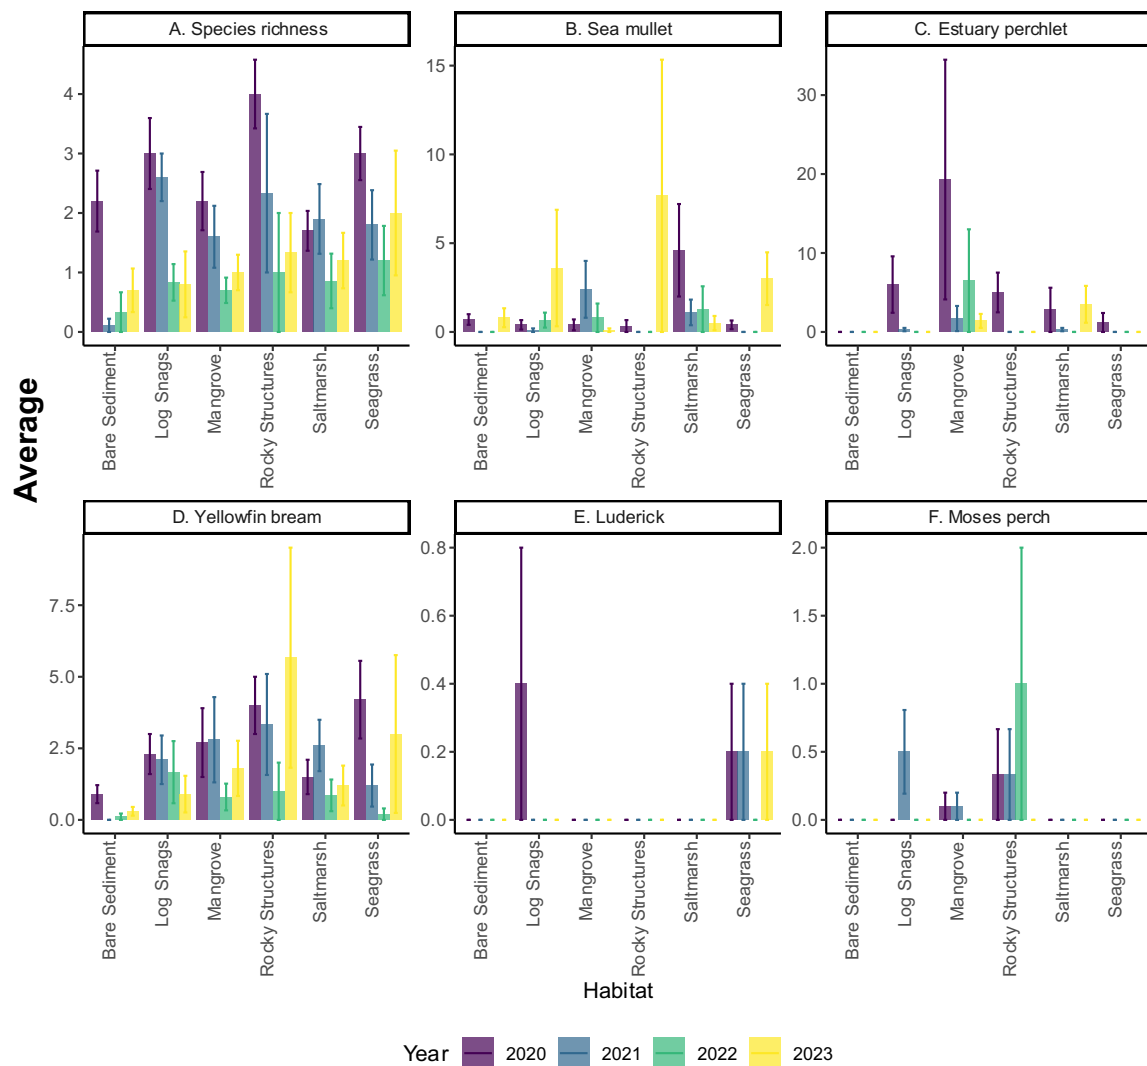 A. Species richness
B. Sea mullet
C. Estuary perchlet
4
3
2
1
0
15
10
5
0
30
20
10
0
Bare Sediment
Log Snags
Mangrove
Rocky Structures
Saltmarsh
Seagrass
Bare Sediment
Log Snags
Mangrove
Rocky Structures
Saltmarsh
Seagrass
Bare Sediment
Log Snags
Mangrove
Rocky Structures
Saltmarsh
Seagrass
Average
D. Yellowfin bream
E. Luderick
F. Moses perch
7.5
5.0
2.5
0.0
0.8
0.6
0.4
0.2
0.0
2.0
1.5
1.0
0.5
0.0
Bare Sediment
Log Snags
Mangrove
Rocky Structures
Saltmarsh
Seagrass
Bare Sediment
Log Snags
Mangrove
Rocky Structures
Saltmarsh
Seagrass
Bare Sediment
Log Snags
Mangrove
Rocky Structures
Saltmarsh
Seagrass
Habitat
Year 2020 2021 2022 2023